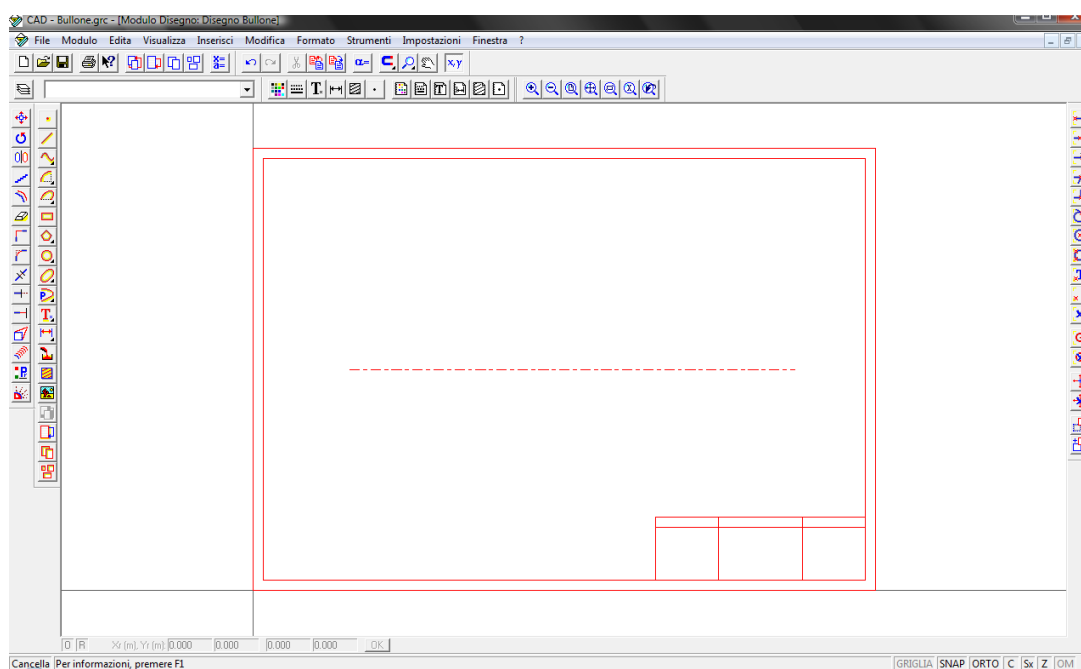 CAD - Bullone.grc - [Modulo Disegno: Disegno Bullone]
File Modulo Edita Visualizza Inserisci Modifica Formato Strumenti Impostazioni Finestra ?
0 R Xr (m), Yr (m): 0.000 0.000 0.000 0.000 OK
Cancella Per informazioni, premere F1 GRIGLIA SNAP ORTO C Sx Z OM